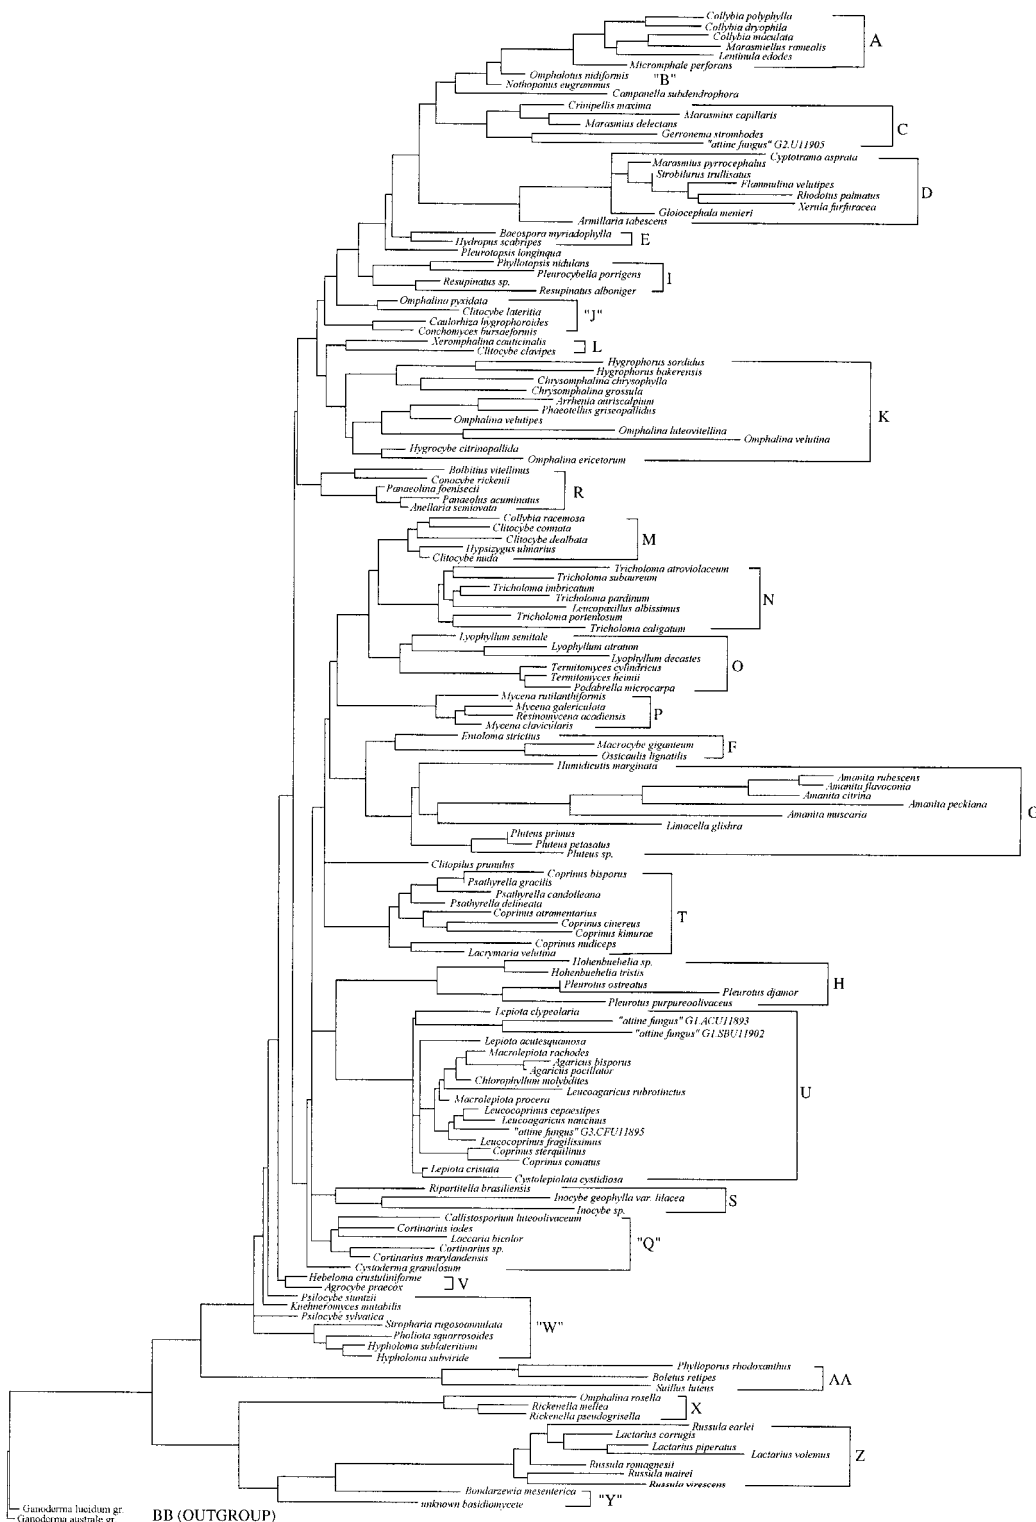 Collybia polyphylla
Collybia dryophila
Collybia maculata
A
Marasmiellus ramealis
Lentinula edodes
Micromphale perforans
Omphalotus nidiformis "B"
Nothopanus eugrammus
Campanella subdendrophora
Crinipellis maxima
Marasmius capillaris
Marasmius delectans
C
Gerronema strombodes
"attine fungus" G2.U11905
Cyptotrama asprata
Marasmius pyrrocephalus
Strobilurus trullisatus
Flammulina velutipes
D
Rhodotus palmatus
Xerula furfuracea
Gloiocephala menieri
Armillaria tabescens
Baeospora myriadophylla
E
Hydropus scabripes
Pleurotopsis longinqua
Phyllotopsis nidulans
Pleurocybella porrigens
I
Resupinatus sp.
Resupinatus alboniger
Omphalina pyxidata
Clitocybe lateritia "J"
Caulorhiza hygrophoroides
Conchomyces bursaeformis
Xeromphalina cauticinalis
L
Clitocybe clavipes
Hygrophorus sordidus
Hygrophorus bakerensis
Chrysomphalina chrysophylla
Chrysomphalina grossula
Arrhenia auriscalpium
Phaeotellus griseopallidus
K
Omphalina velutipes
Omphalina luteovitellina
Omphalina velutina
Hygrocybe citrinopallida
Omphalina ericetorum
Bolbitius vitellinus
Conocybe rickenii
Panaeolina foenisecii
R
Panaeolus acuminatus
Anellaria semiovata
Collybia racemosa
Clitocybe connata
Clitocybe dealbata
M
Hypsizygus ulmarius
Clitocybe nuda
Tricholoma atroviolaceum
Tricholoma subaureum
Tricholoma imbricatum
Tricholoma pardinum
N
Leucopaxillus albissimus
Tricholoma portentosum
Tricholoma caligatum
Lyophyllum semitale
Lyophyllum atratum
Lyophyllum decastes
O
Termitomyces cylindricus
Termitomyces heimii
Podabrella microcarpa
Mycena rutilanthiformis
Mycena galericulata
Resinomycena acadiensis
P
Mycena clavicularis
Entoloma strictius
Macrocybe giganteum
F
Ossicaulis lignatilis
Humidicutis marginata
Amanita rubescens
Amanita flavoconia
Amanita citrina
Amanita peckiana
G
Amanita muscaria
Limacella glishra
Pluteus primus
Pluteus petasatus
Pluteus sp.
Clitopilus prunulus
Coprinus bisporus
Psathyrella gracilis
Psathyrella candolleana
Psathyrella delineata
Coprinus atramentarius
T
Coprinus cinereus
Coprinus kimurae
Coprinus nudiceps
Lacrymaria velutina
Hohenbuehelia sp.
Hohenbuehelia tristis
Pleurotus ostreatus
H
Pleurotus djamor
Pleurotus purpureoolivaceus
Lepiota clypeolaria
"attine fungus" G1.ACU11893
"attine fungus" G1.SBU11902
Lepiota acutesquamosa
Macrolepiota rachodes
Agaricus bisporus
Agaricus pocillator
Chlorophyllum molybdites
Leucoagaricus rubrotinctus
U
Macrolepiota procera
Leucocoprinus cepaestipes
Leucoagaricus naucinus
"attine fungus" G3.CFU11895
Leucocoprinus fragilissimus
Coprinus sterquilinus
Coprinus comatus
Lepiota cristata
Cystolepiolata cystidiosa
Ripartitella brasiliensis
Inocybe geophylla var. lilacea
S
Inocybe sp.
Callistosporium luteoolivaceum
Cortinarius iodes
Laccaria bicolor
"Q"
Cortinarius sp.
Cortinarius marylandensis
Cystoderma granulosum
Hebeloma crustuliniforme
V
Agrocybe praecox
Psilocybe stuntzii
Kuehneromyces mutabilis
Psilocybe sylvatica
Stropharia rugosoannulata
"W"
Pholiota squarrosoides
Hypholoma sublateritium
Hypholoma subviride
Phylloporus rhodoxanthus
Boletus retipes
AA
Suillus luteus
Omphalina rosella
Rickenella mellea
X
Rickenella pseudogrisella
Russula earlei
Lactarius corrugis
Lactarius piperatus
Lactarius volemus
Z
Russula romagnesii
Russula mairei
Russula virescens
Bondarzewia mesenterica
"Y"
unknown basidiomycete
Ganoderma lucidum gr.
Ganoderma australe gr.
BB (OUTGROUP)